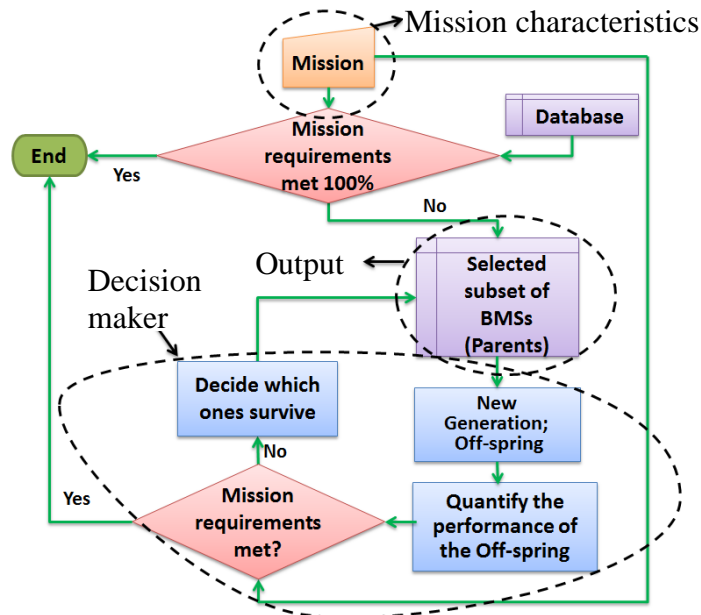 Mission characteristics
Mission
Database
Mission
requirements
met 100%
End
Yes
No
Output
Selected
subset of
BMSs
(Parents)
Decision
maker
Decide which
ones survive
New
Generation;
Off-spring
No
Yes
Mission
requirements
met?
Quantify the
performance of
the Off-spring